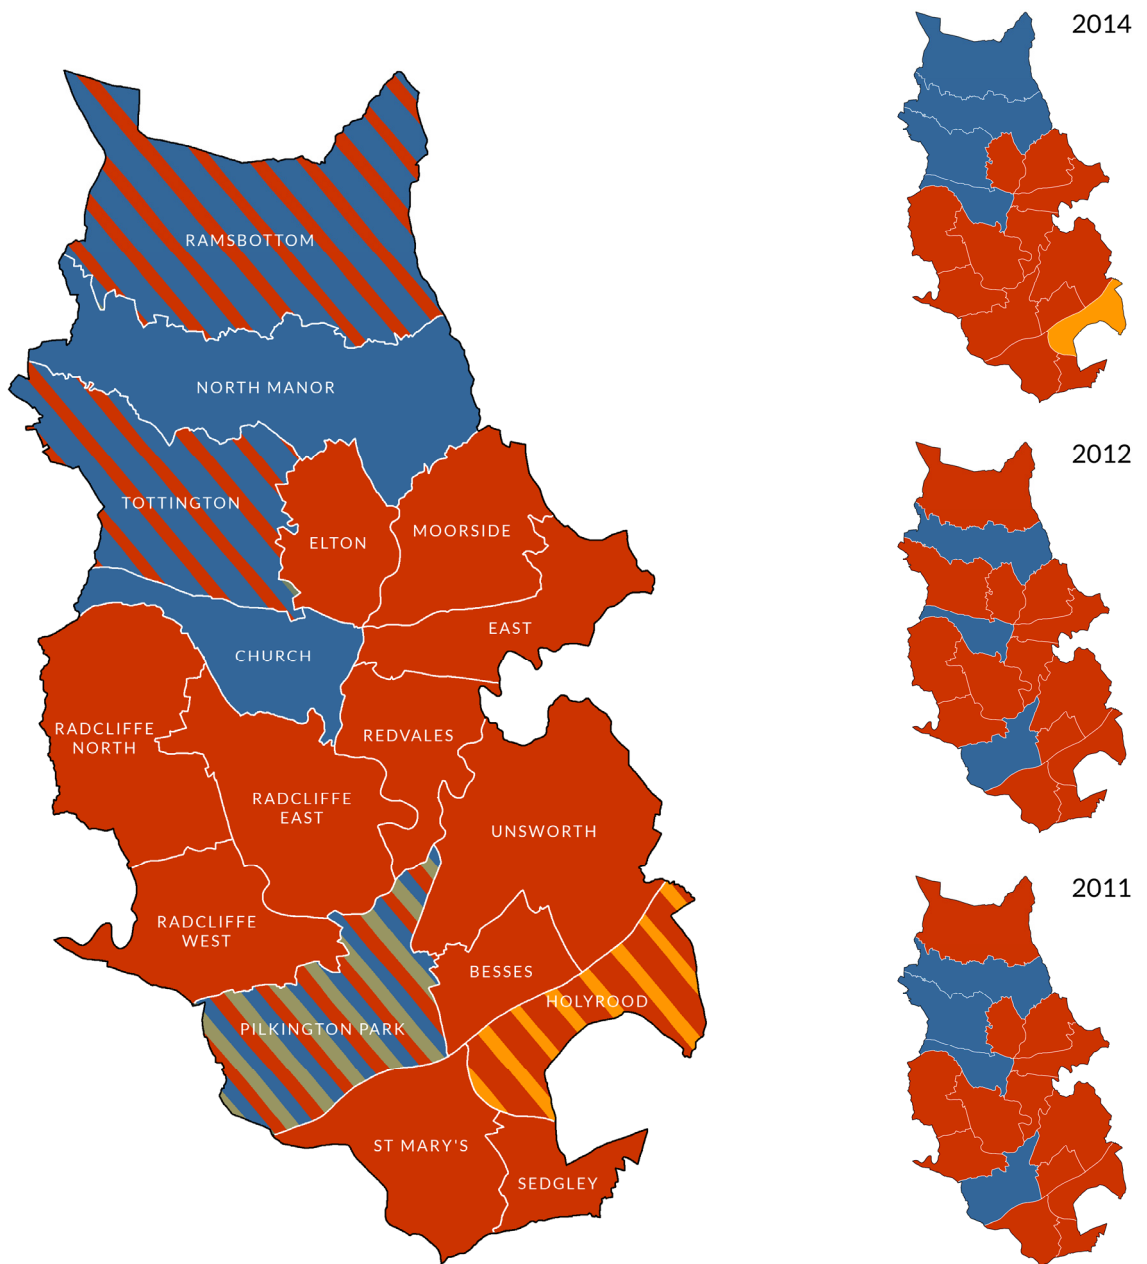 RAMSBOTTOM
NORTH MANOR
TOTTINGTON
ELTON
MOORSIDE
EAST
CHURCH
RADCLIFFE
NORTH
REDVALES
RADCLIFFE
EAST
UNSWORTH
RADCLIFFE
WEST
BESSES
HOLYROOD
PILKINGTON PARK
ST MARY'S
SEDGLEY
2014
2012
2011